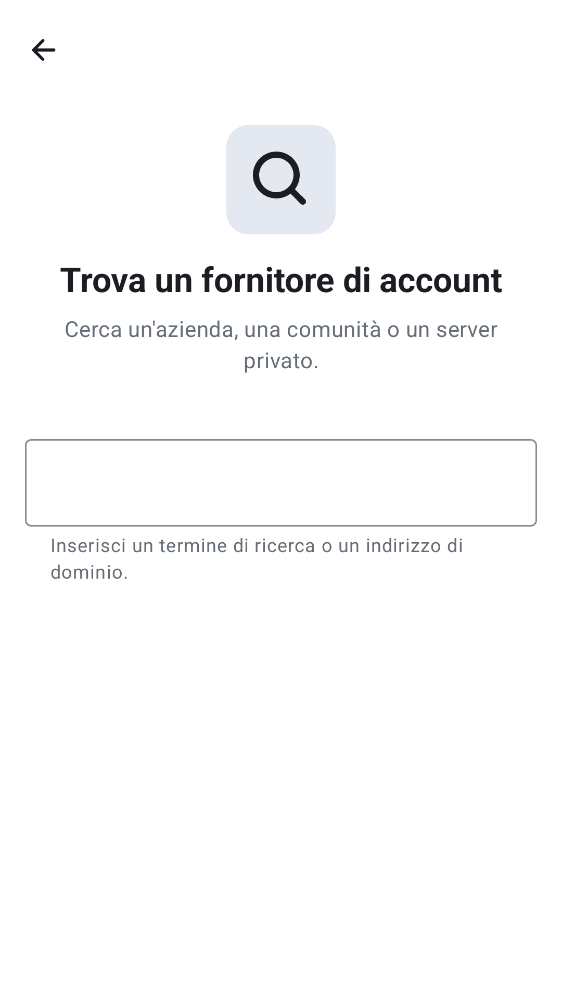 Trova un fornitore di account
Cerca un'azienda, una comunità o un server
privato.
Inserisci un termine di ricerca o un indirizzo di
dominio.